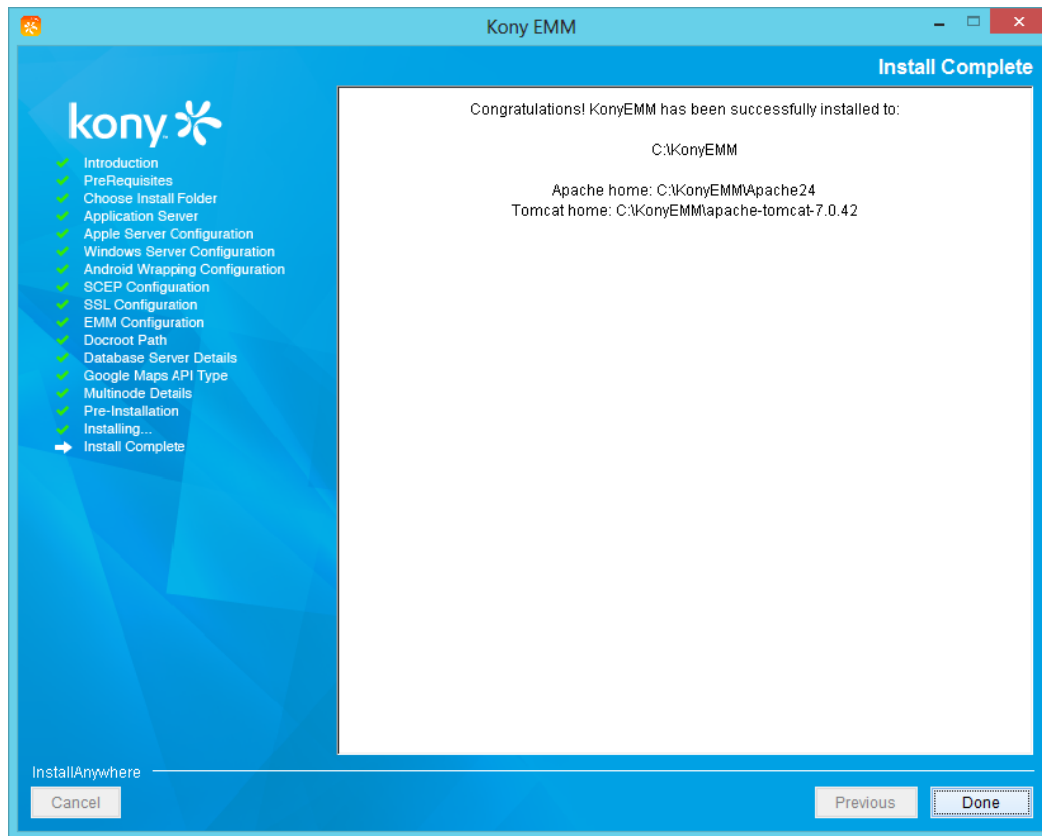 Kony EMM
Install Complete
kony
Introduction
PreRequisites
Choose Install Folder
Application Server
Apple Server Configuration
Windows Server Configuration
Android Wrapping Configuration
SCEP Configuration
SSL Configuration
EMM Configuration
Docroot Path
Database Server Details
Google Maps API Type
Multinode Details
Pre-Installation
Installing...
Install Complete
Congratulations! KonyEMM has been successfully installed to:
C:\KonyEMM
Apache home: C:\KonyEMM\Apache24
Tomcat home: C:\KonyEMM\apache-tomcat-7.0.42
InstallAnywhere
Cancel
Previous
Done